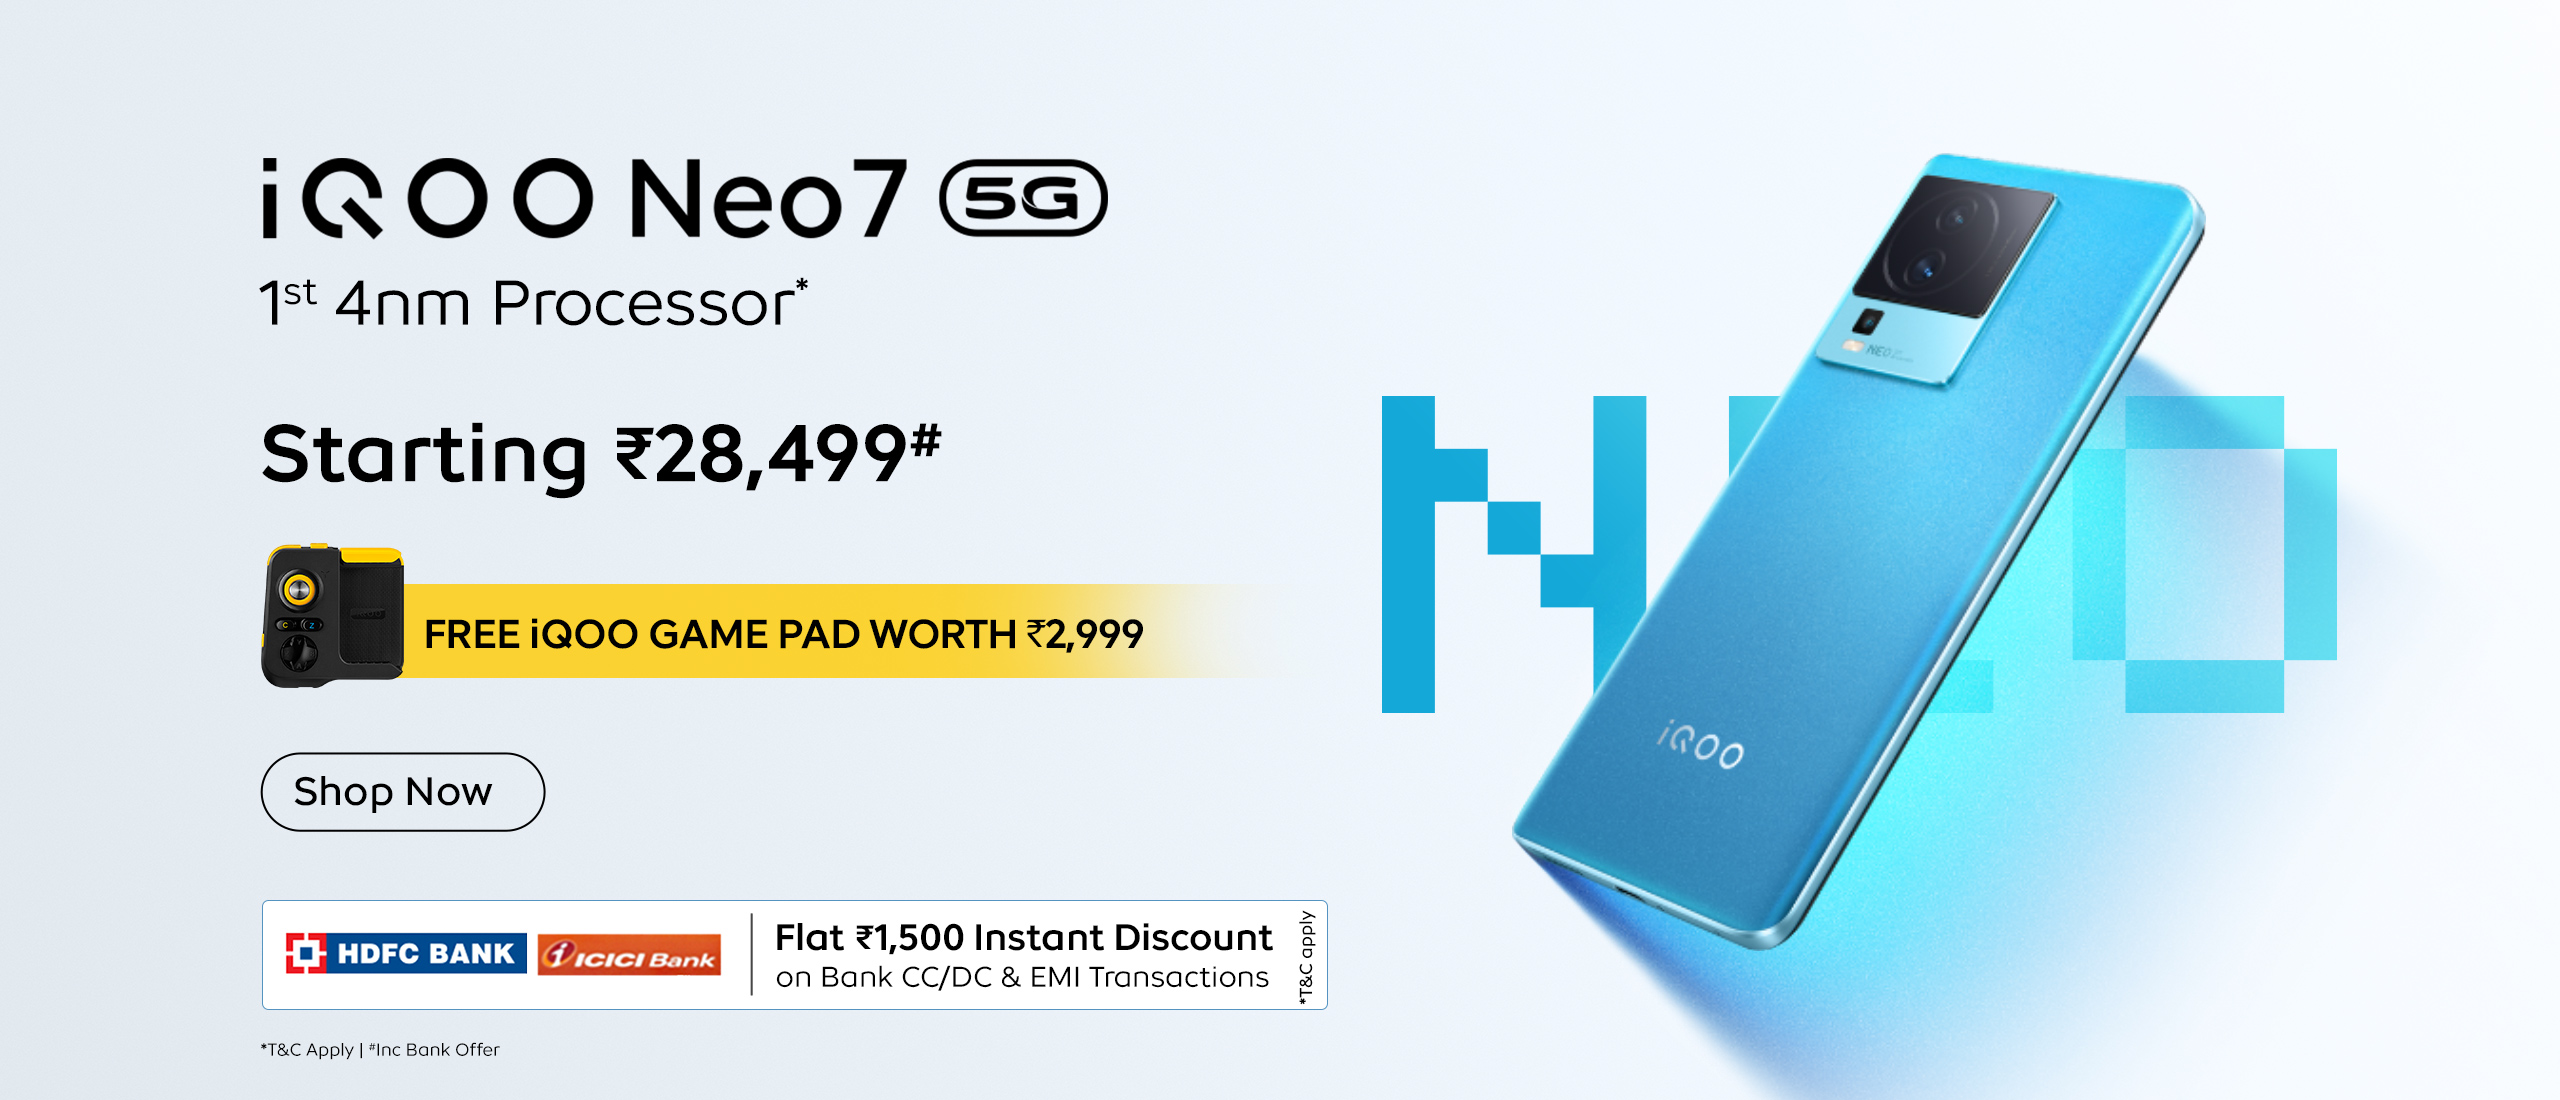 iQOO Neo7 5G
1st 4nm Processor*
Starting ₹28,499#
FREE iQOO GAME PAD WORTH ₹2,999
Shop Now
HDFC BANK
ICICI Bank
Flat ₹1,500 Instant Discount
on Bank CC/DC & EMI Transactions
*T&C apply
*T&C Apply | #Inc Bank Offer
NEO
NEO
iQOO